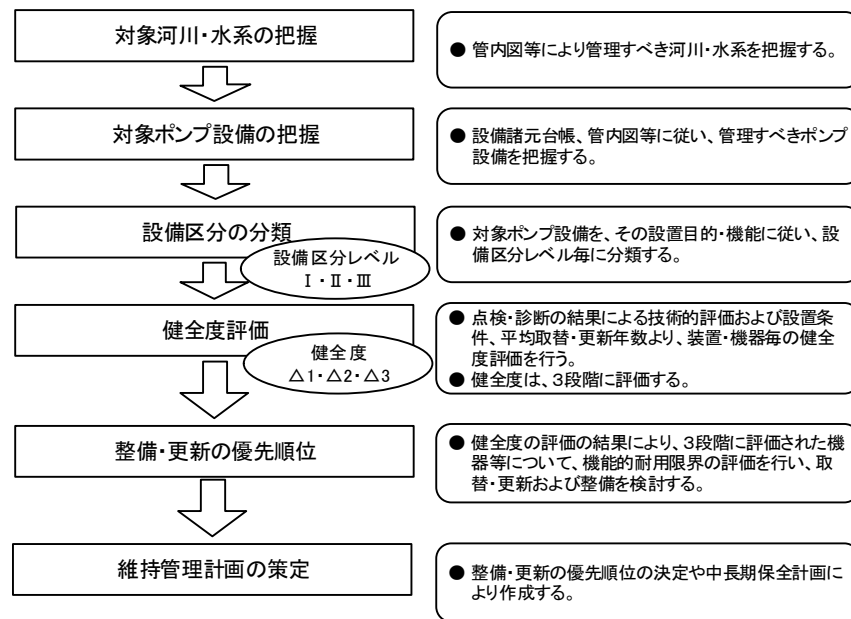 対象河川・水系の把握
● 管内図等により管理すべき河川・水系を把握する。
対象ポンプ設備の把握
● 設備諸元台帳、管内図等に従い、管理すべきポンプ
設備を把握する。
設備区分の分類
設備区分レベル
Ⅰ・Ⅱ・Ⅲ
● 対象ポンプ設備を、その設置目的・機能に従い、設
備区分レベル毎に分類する。
健全度評価
健全度
△1・△2・△3
● 点検・診断の結果による技術的評価および設置条
件、平均取替・更新年数より、装置・機器毎の健全
度評価を行う。
● 健全度は、3段階に評価する。
整備・更新の優先順位
● 健全度の評価の結果により、3段階に評価された機
器等について、機能的耐用限界の評価を行い、取
替・更新および整備を検討する。
維持管理計画の策定
● 整備・更新の優先順位の決定や中長期保全計画に
より作成する。